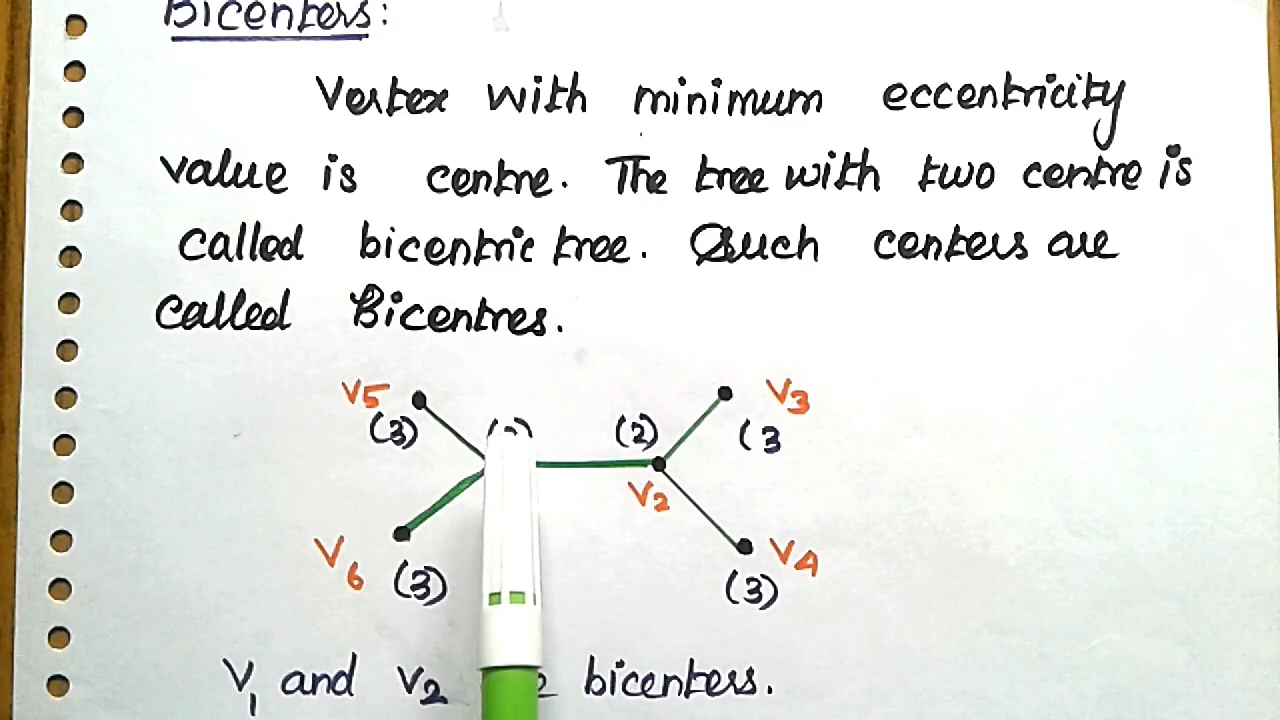 Bicenters:
Vertex with minimum eccentricity
value is centre. The tree with two centre is
called bicentric tree. Such centers are
called Bicentres.
V5 V3
(3) (2) (3
V2
V6 (3) V4
(3)
V1 and V2 bicenters.